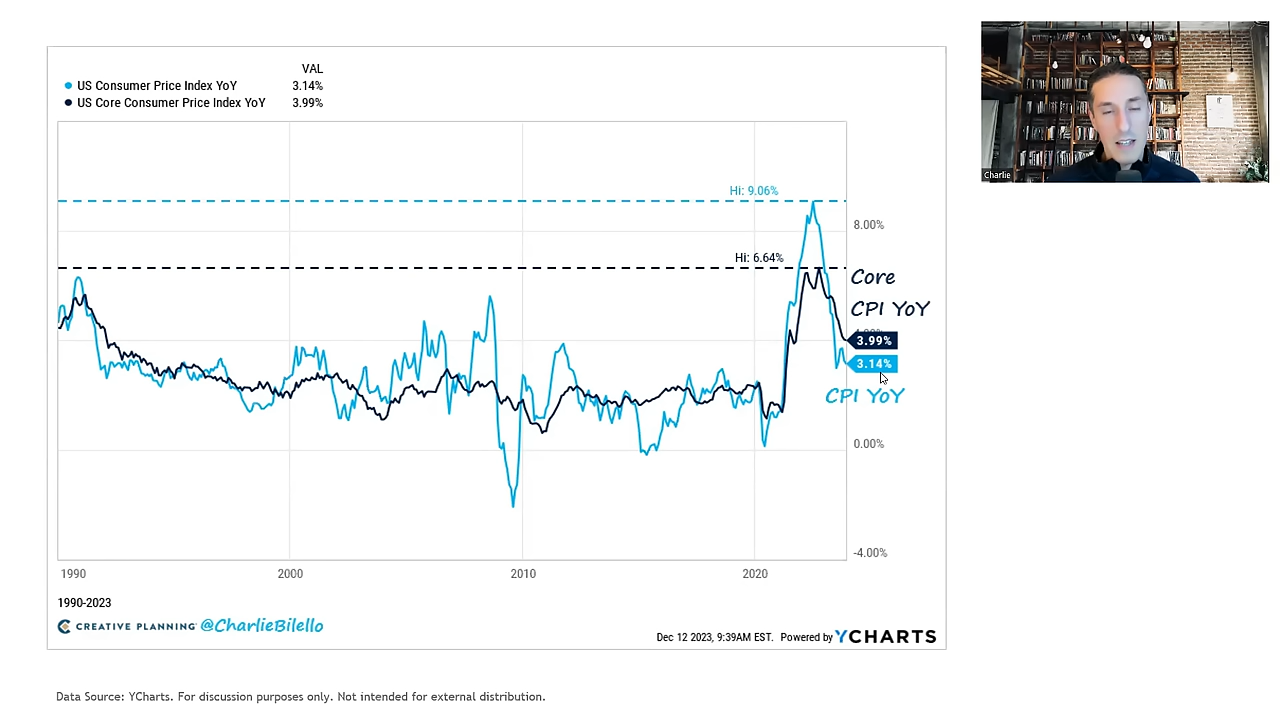 VAL
US Consumer Price Index YoY 3.14%
US Core Consumer Price Index YoY 3.99%
Hi: 9.06%
8.00%
Hi: 6.64%
Core
CPI YoY
3.99%
3.14%
CPI YoY
0.00%
-4.00%
1990 2000 2010 2020
1990-2023
CREATIVE PLANNING @CharlieBilello
Dec 12 2023, 9:39AM EST. Powered by YCHARTS
Data Source: YCharts. For discussion purposes only. Not intended for external distribution.
Charlie